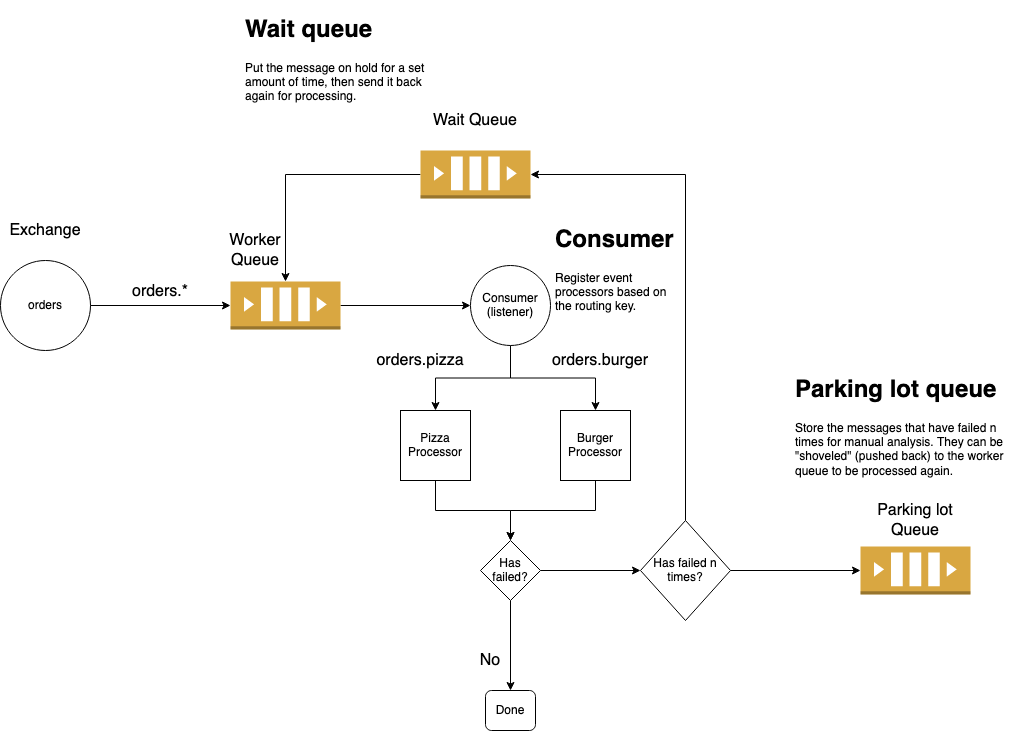 Wait queue
Put the message on hold for a set
amount of time, then send it back
again for processing.
Wait Queue
Exchange
orders
orders.*
Worker
Queue
Consumer
Register event
processors based on
the routing key.
Consumer
(listener)
orders.pizza
orders.burger
Pizza
Processor
Burger
Processor
Parking lot queue
Store the messages that have failed n
times for manual analysis. They can be
"shoveled" (pushed back) to the worker
queue to be processed again.
Parking lot
Queue
Has
failed?
Has failed n
times?
No
Done